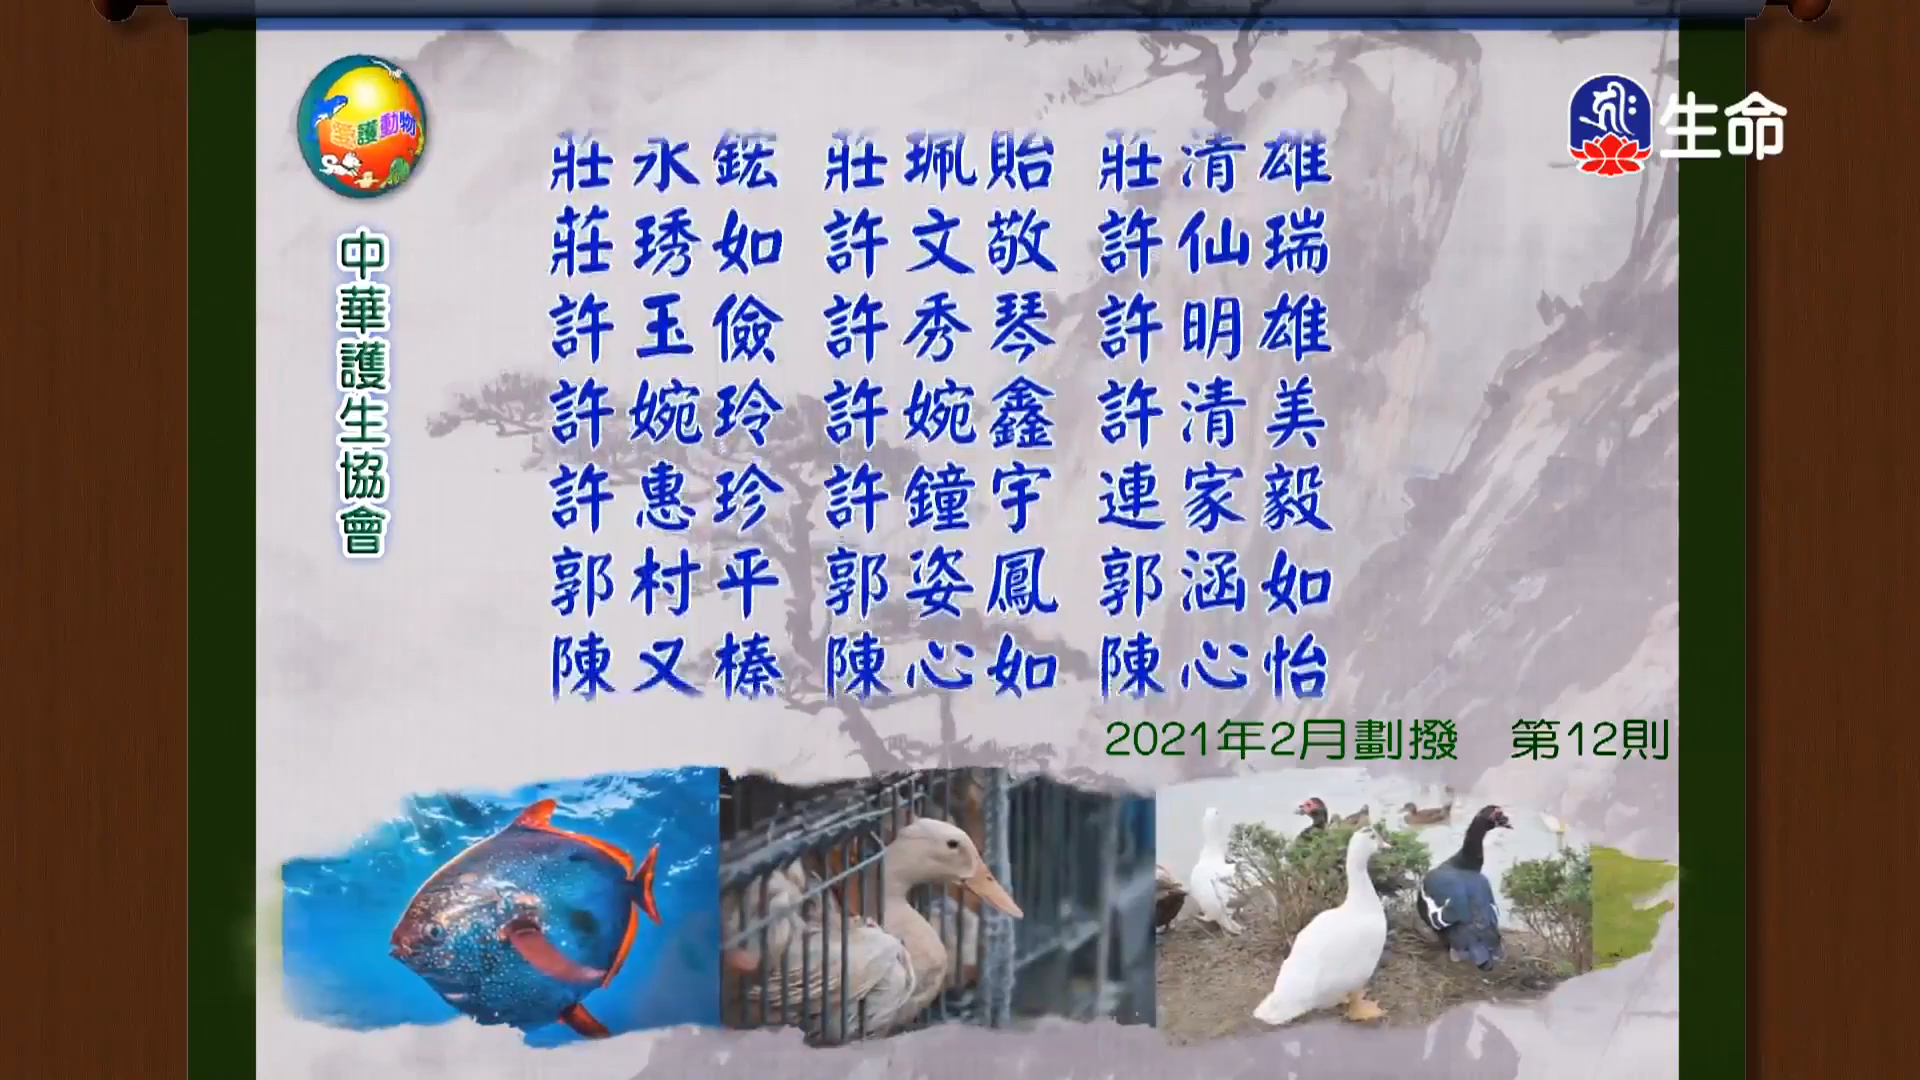 愛護動物
生命
中華護生協會
莊永鋐 莊珮貽 莊清雄
莊琇如 許文敬 許仙瑞
許玉儉 許秀琴 許明雄
許婉玲 許婉鑫 許清美
許惠珍 許鐘宇 連家毅
郭村平 郭姿鳳 郭涵如
陳又榛 陳心如 陳心怡
2021年2月劃撥 第12則